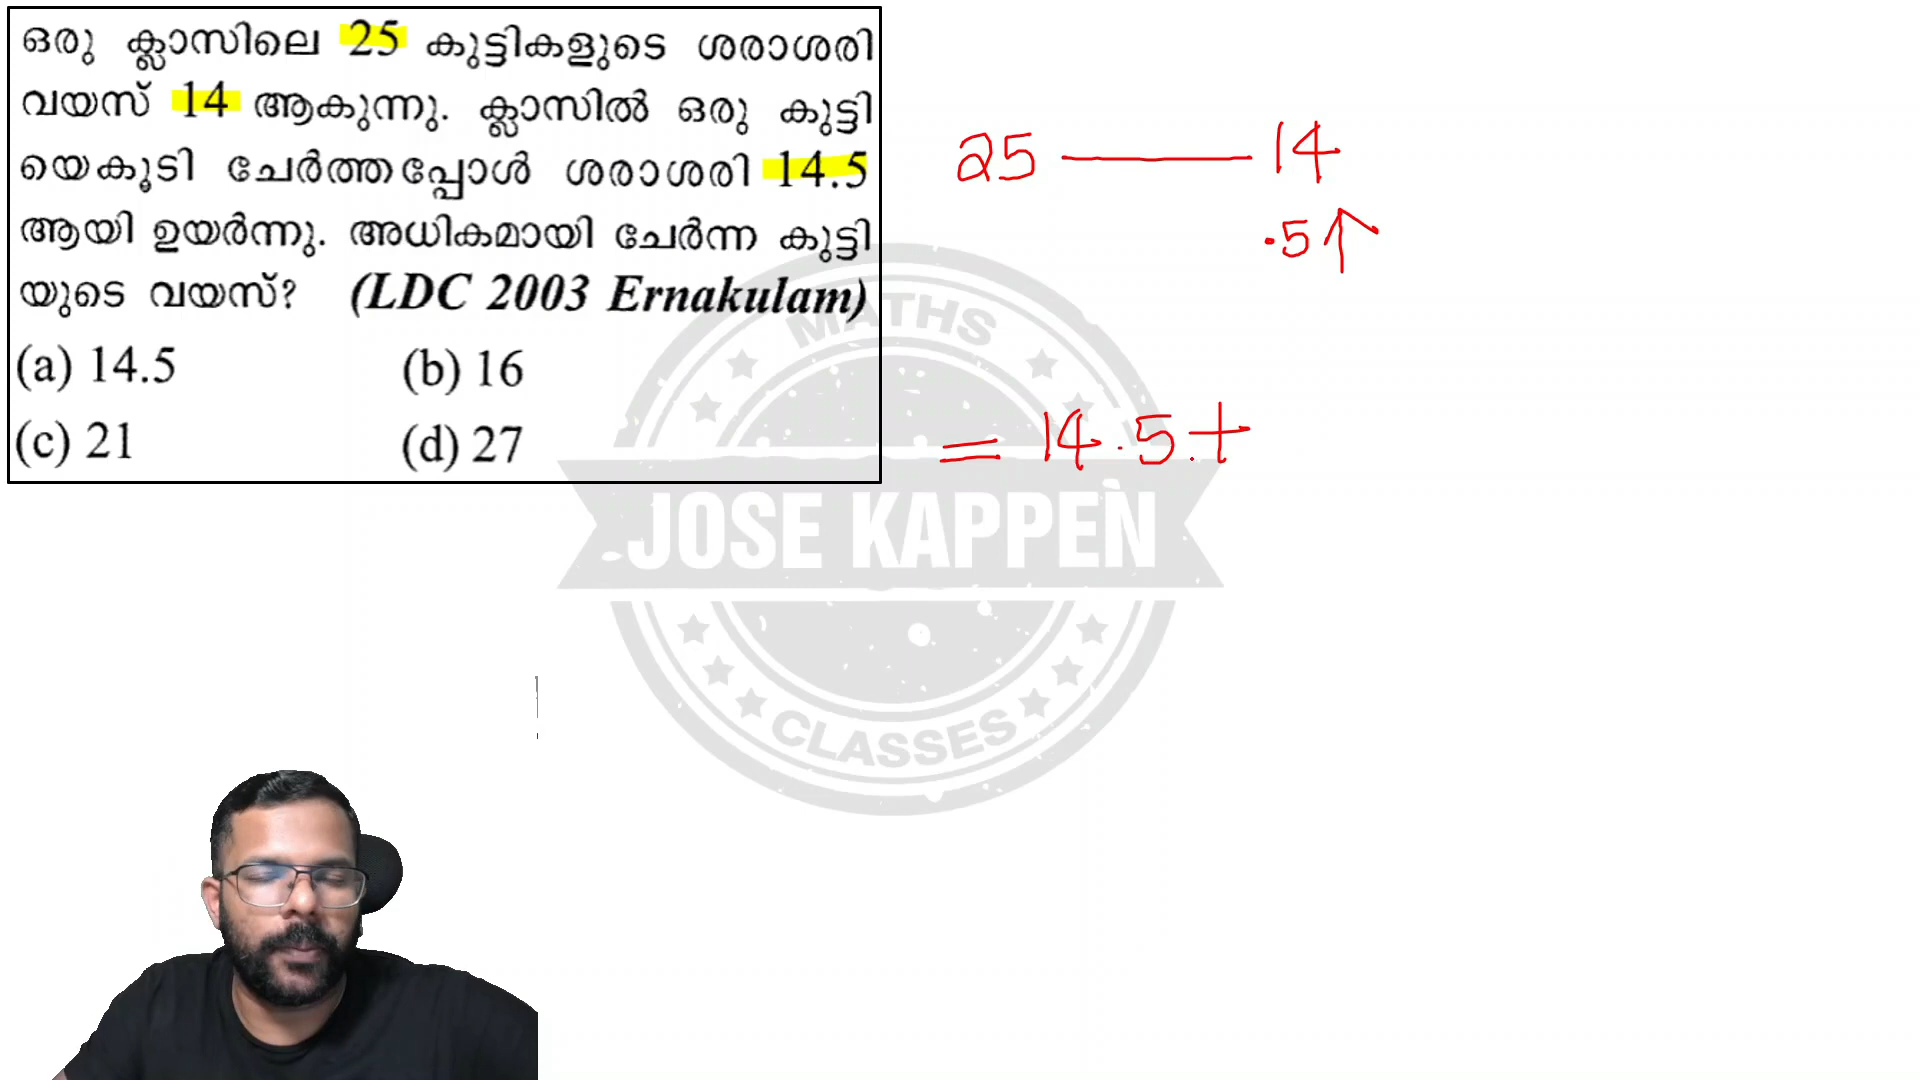 ഒരു ക്ലാസിലെ 25 കുട്ടികളുടെ ശരാശരി
വയസ് 14 ആകുന്നു. ക്ലാസിൽ ഒരു കുട്ടി
യെകൂടി ചേർത്തപ്പോൾ ശരാശരി 14.5
ആയി ഉയർന്നു. അധികമായി ചേർന്ന കുട്ടി
യുടെ വയസ്? (LDC 2003 Ernakulam)
(a) 14.5 (b) 16
(c) 21 (d) 27
25 — 14
.5↑
= 14.5+
MATHS
JOSE KAPPEN
CLASSES